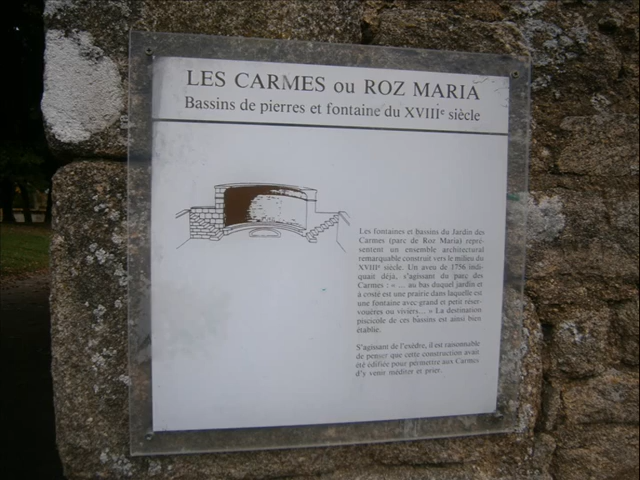 LES CARMES ou ROZ MARIA
Bassins de pierres et fontaine du XVIIIe siècle
Les fontaines et bassins du Jardin des
Carmes (parc de Roz Maria) repré-
sentent un ensemble architectural
remarquable construit vers le milieu du
XVIIIe siècle. Un aveu de 1756 indi-
quait déjà, s'agissant du parc des
Carmes : « ... au bas duquel jardin et
à costé est une prairie dans laquelle est
une fontaine avec grand et petit réser-
vouères ou viviers... » La destination
piscicole de ces bassins est ainsi bien
établie.
S'agissant de l'exèdre, il est raisonnable
de penser que cette construction avait
été édifiée pour permettre aux Carmes
d'y venir méditer et prier.